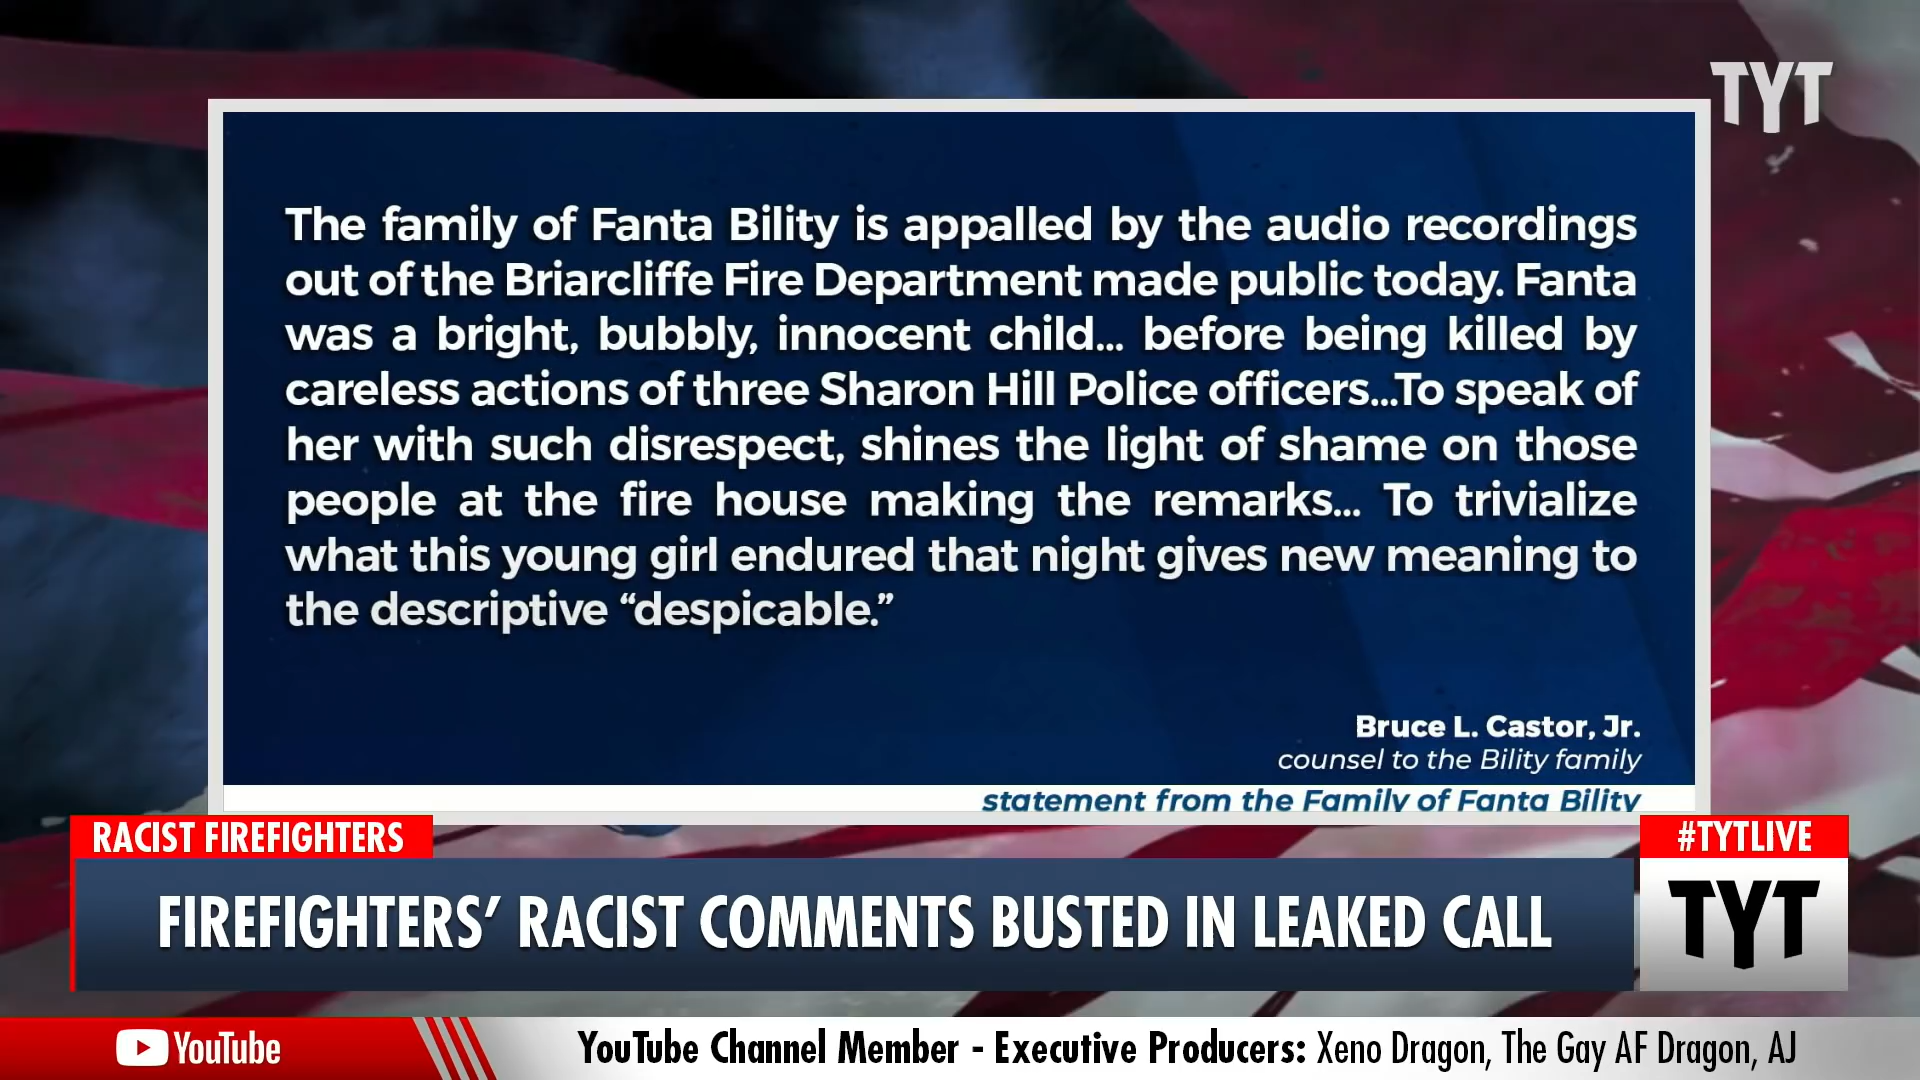 TYT
The family of Fanta Bility is appalled by the audio recordings
out of the Briarcliffe Fire Department made public today. Fanta
was a bright, bubbly, innocent child... before being killed by
careless actions of three Sharon Hill Police officers...To speak of
her with such disrespect, shines the light of shame on those
people at the fire house making the remarks... To trivialize
what this young girl endured that night gives new meaning to
the descriptive “despicable.”
Bruce L. Castor, Jr.
counsel to the Bility family
statement from the Family of Fanta Bility
RACIST FIREFIGHTERS
#TYTLIVE
FIREFIGHTERS’ RACIST COMMENTS BUSTED IN LEAKED CALL
TYT
YouTube
YouTube Channel Member - Executive Producers: Xeno Dragon, The Gay AF Dragon, AJ